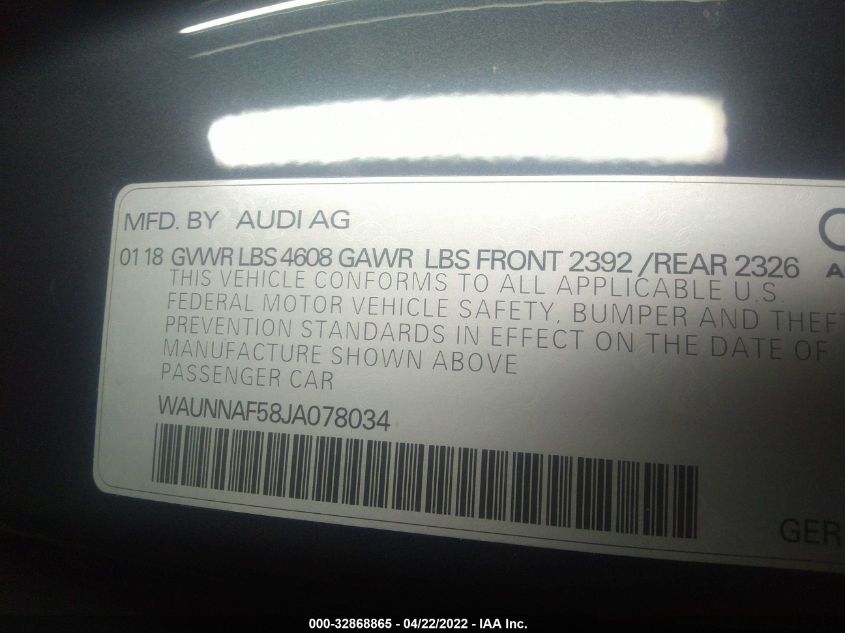 MFD. BY AUDI AG
01 18 GVWR LBS 4608 GAWR LBS FRONT 2392 /REAR 2326
THIS VEHICLE CONFORMS TO ALL APPLICABLE U.S.
FEDERAL MOTOR VEHICLE SAFETY, BUMPER AND THEFT
PREVENTION STANDARDS IN EFFECT ON THE DATE OF
MANUFACTURE SHOWN ABOVE
PASSENGER CAR
WAUNNAF58JA078034
GER
000-32868865 - 04/22/2022 - IAA Inc.